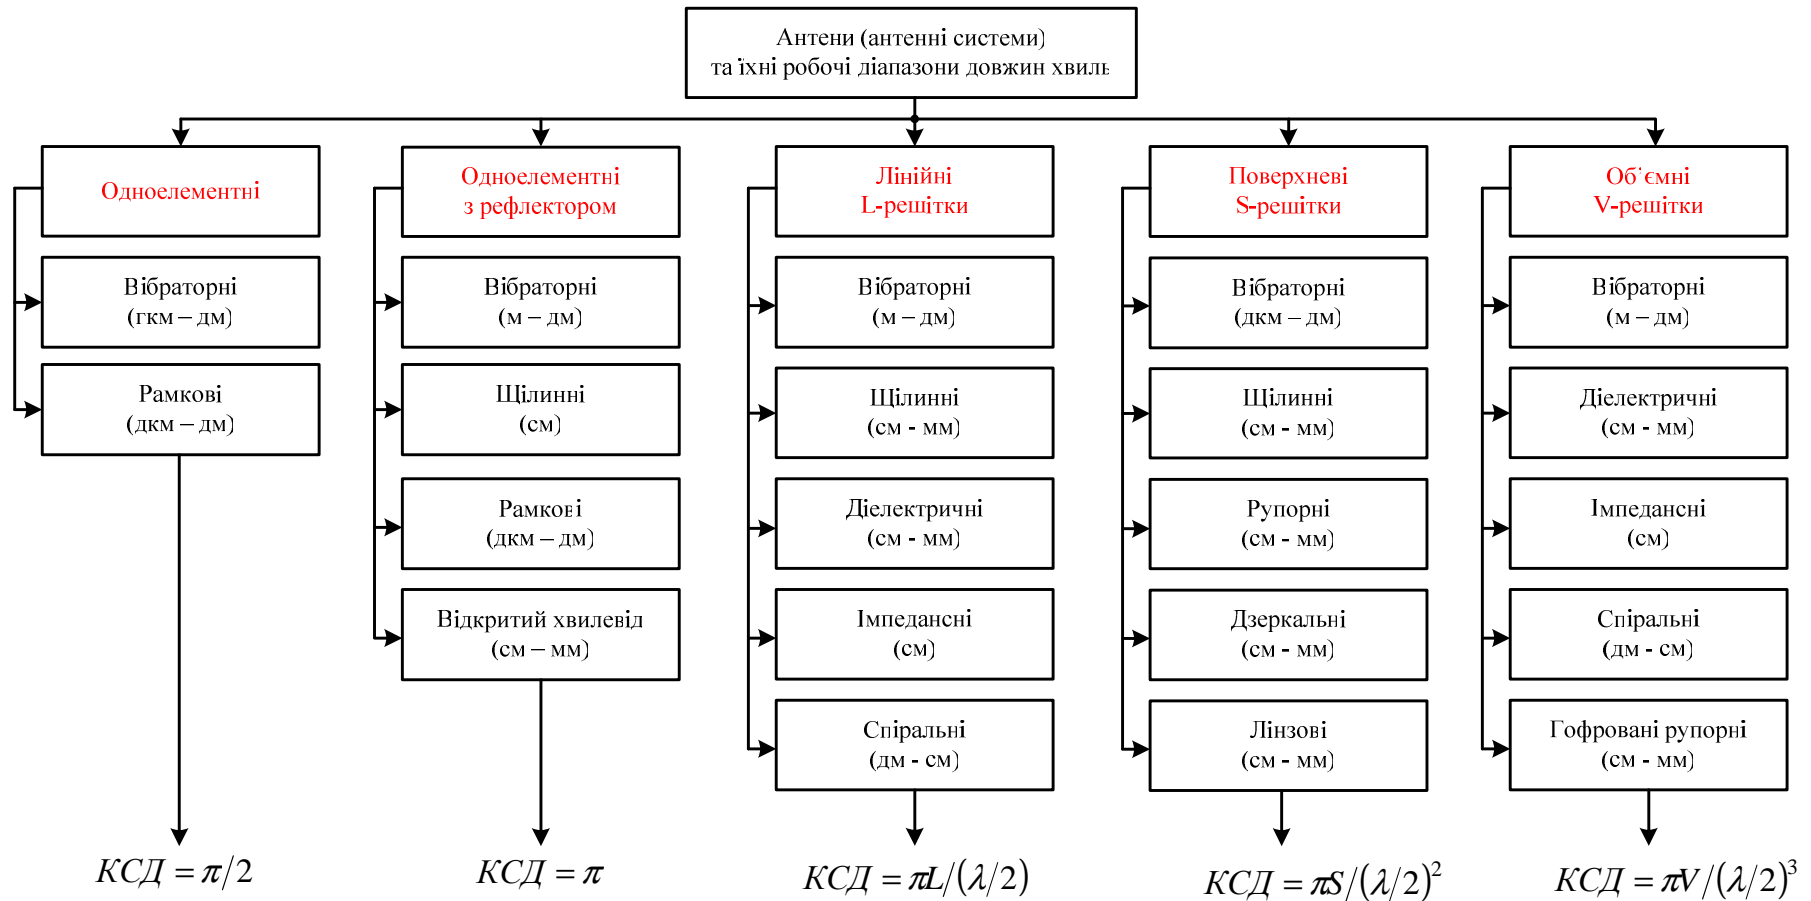 Антени (антенні системи)
та їхні робочі діапазони довжин хвиль
Одноелементні
Вібраторні
(гкм – дм)
Рамкові
(дкм – дм)
КСД = π/2
Одноелементні
з рефлектором
Вібраторні
(м – дм)
Щілинні
(см)
Рамкові
(дкм – дм)
Відкритий хвилевід
(см – мм)
КСД = π
Лінійні
L-решітки
Вібраторні
(м – дм)
Щілинні
(см - мм)
Діелектричні
(см - мм)
Імпедансні
(см)
Спіральні
(дм - см)
КСД = πL/(λ/2)
Поверхневі
S-решітки
Вібраторні
(дкм – дм)
Щілинні
(см - мм)
Рупорні
(см - мм)
Дзеркальні
(см - мм)
Лінзові
(см - мм)
КСД = πS/(λ/2)²
Об’ємні
V-решітки
Вібраторні
(м – дм)
Діелектричні
(см - мм)
Імпедансні
(см)
Спіральні
(дм - см)
Гофровані рупорні
(см - мм)
КСД = πV/(λ/2)³